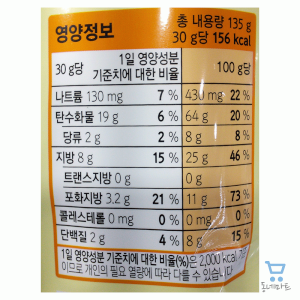 영양정보
총 내용량 135 g
30 g당 156 kcal
30 g당 1일 영양성분 기준치에 대한 비율 100 g당
나트륨 130 mg 7 % 430 mg 22 %
탄수화물 19 g 6 % 64 g 20 %
당류 2 g 2 % 8 g 8 %
지방 8 g 15 % 25 g 46 %
트랜스지방 0 g 0 g
포화지방 3.2 g 21 % 11 g 73 %
콜레스테롤 0 mg 0 % 0 mg 0 %
단백질 2 g 4 % 8 g 15 %
1일 영양성분 기준치에 대한 비율(%)은 2,000 kcal
이므로 개인의 필요 열량에 따라 다를 수 있습니다